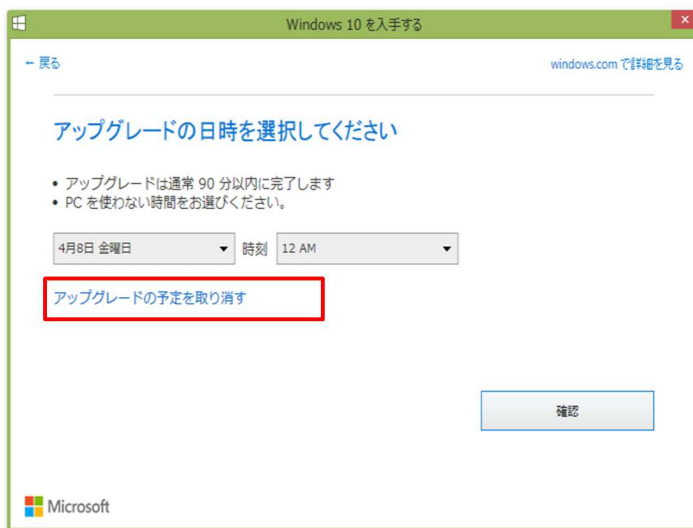 Windows 10 を入手する
← 戻る
windows.com で詳細を見る
アップグレードの日時を選択してください
• アップグレードは通常 90 分以内に完了します
• PC を使わない時間をお選びください。
4月8日 金曜日 時刻 12 AM
アップグレードの予定を取り消す
確認
Microsoft